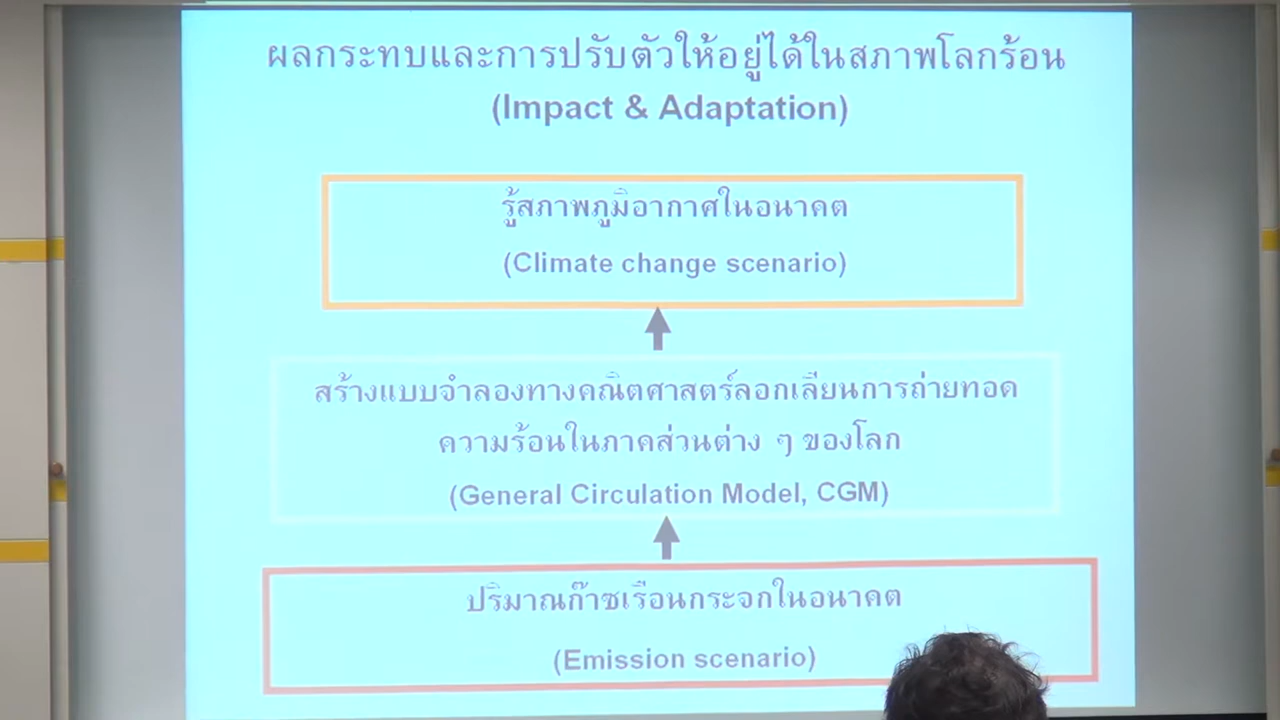 ผลกระทบและการปรับตัวให้อยู่ได้ในสภาพโลกร้อน
(Impact & Adaptation)
รู้สภาพภูมิอากาศในอนาคต
(Climate change scenario)
สร้างแบบจำลองทางคณิตศาสตร์ลอกเลียนการถ่ายทอด
ความร้อนในภาคส่วนต่าง ๆ ของโลก
(General Circulation Model, CGM)
ปริมาณก๊าซเรือนกระจกในอนาคต
(Emission scenario)